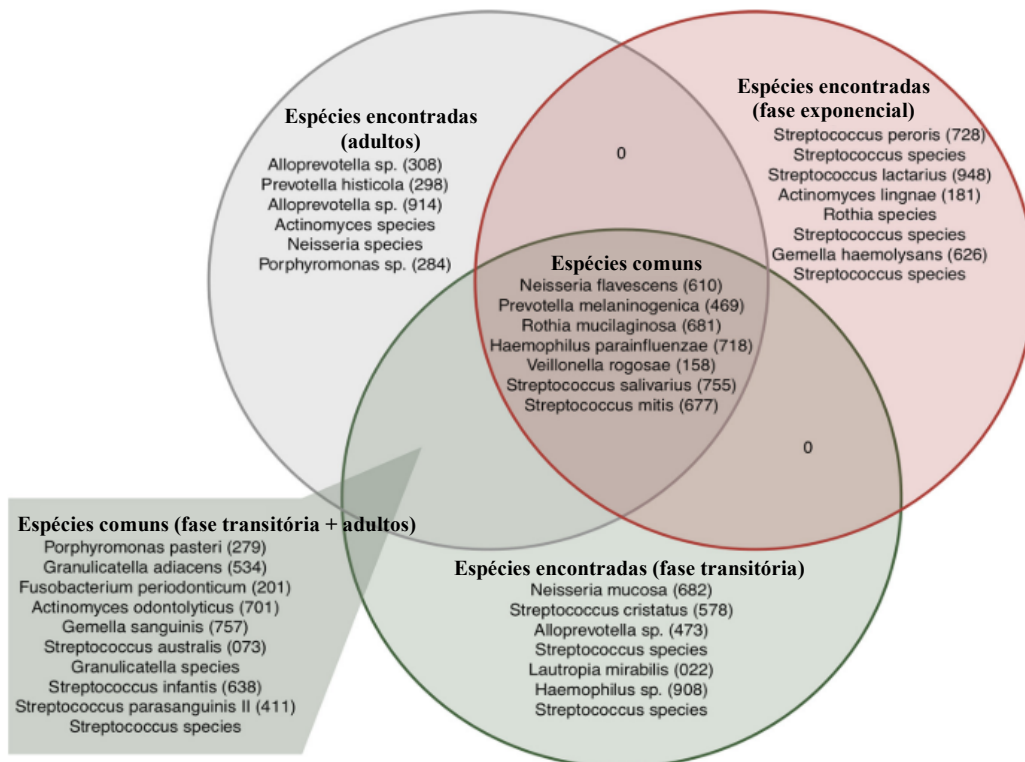 Espécies encontradas
(adultos)
Alloprevotella sp. (308)
Prevotella histicola (298)
Alloprevotella sp. (914)
Actinomyces species
Neisseria species
Porphyromonas sp. (284)
0
Espécies encontradas
(fase exponencial)
Streptococcus peroris (728)
Streptococcus species
Streptococcus lactarius (948)
Actinomyces lingnae (181)
Rothia species
Streptococcus species
Gemella haemolysans (626)
Streptococcus species
Espécies comuns
Neisseria flavescens (610)
Prevotella melaninogenica (469)
Rothia mucilaginosa (681)
Haemophilus parainfluenzae (718)
Veillonella rogosae (158)
Streptococcus salivarius (755)
Streptococcus mitis (677)
0
Espécies comuns (fase transitória + adultos)
Porphyromonas pasteri (279)
Granulicatella adiacens (534)
Fusobacterium periodonticum (201)
Actinomyces odontolyticus (701)
Gemella sanguinis (757)
Streptococcus australis (073)
Granulicatella species
Streptococcus infantis (638)
Streptococcus parasanguinis II (411)
Streptococcus species
Espécies encontradas (fase transitória)
Neisseria mucosa (682)
Streptococcus cristatus (578)
Alloprevotella sp. (473)
Streptococcus species
Lautropia mirabilis (022)
Haemophilus sp. (908)
Streptococcus species